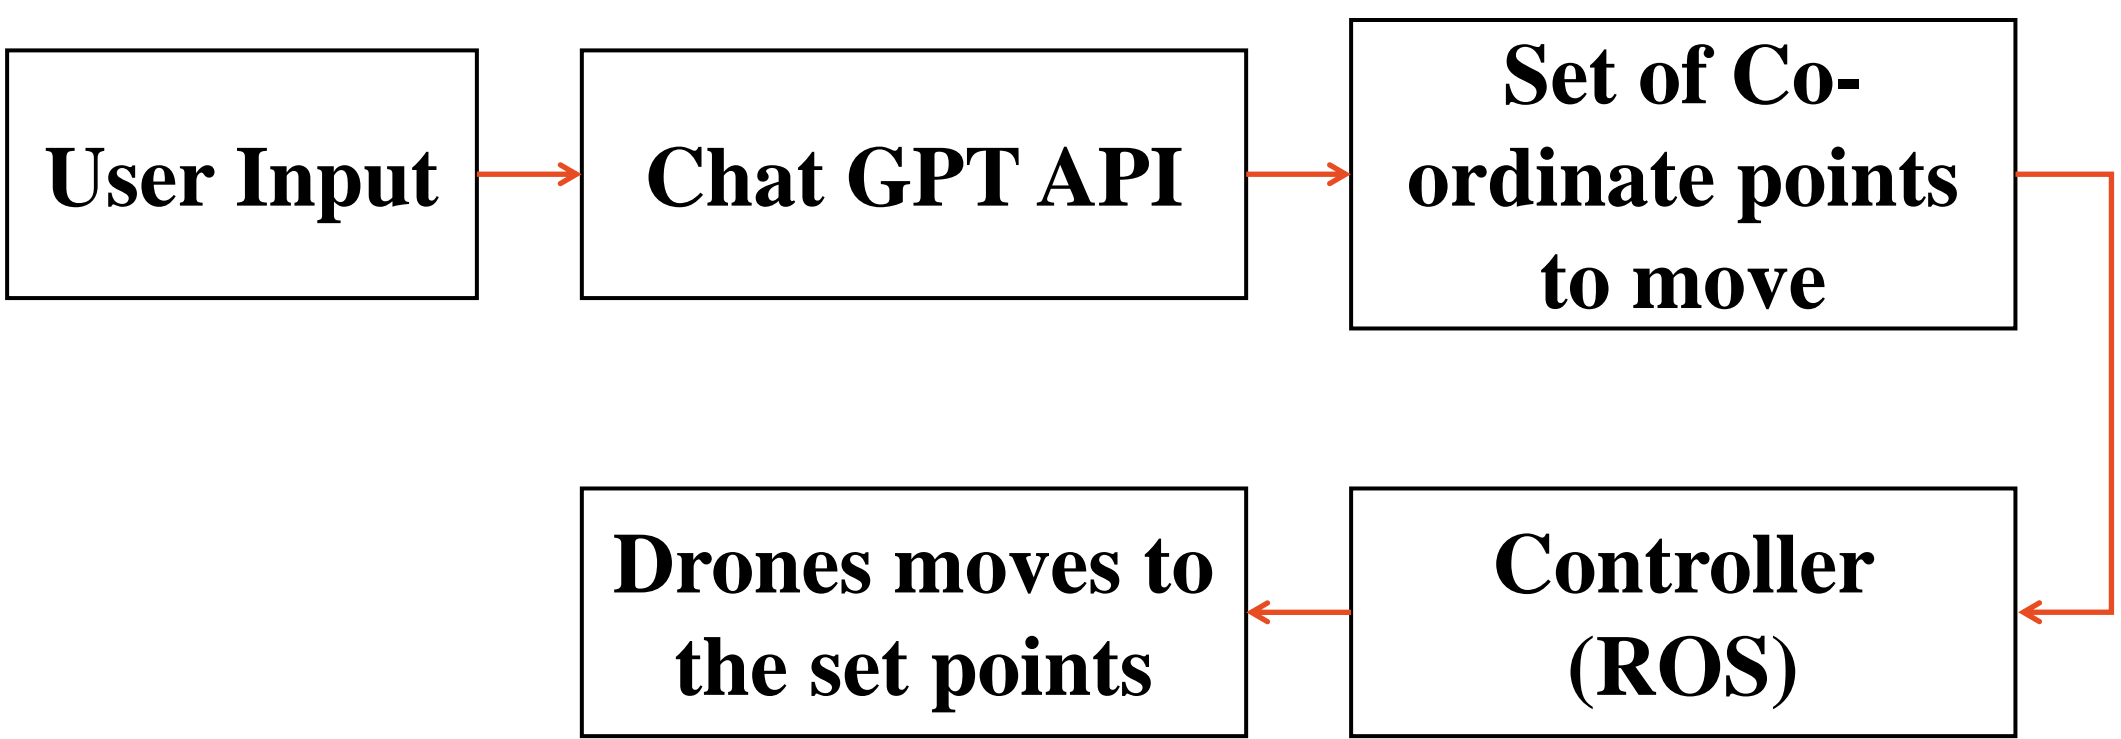 User Input
Chat GPT API
Set of Co-
ordinate points
to move
Controller
(ROS)
Drones moves to
the set points